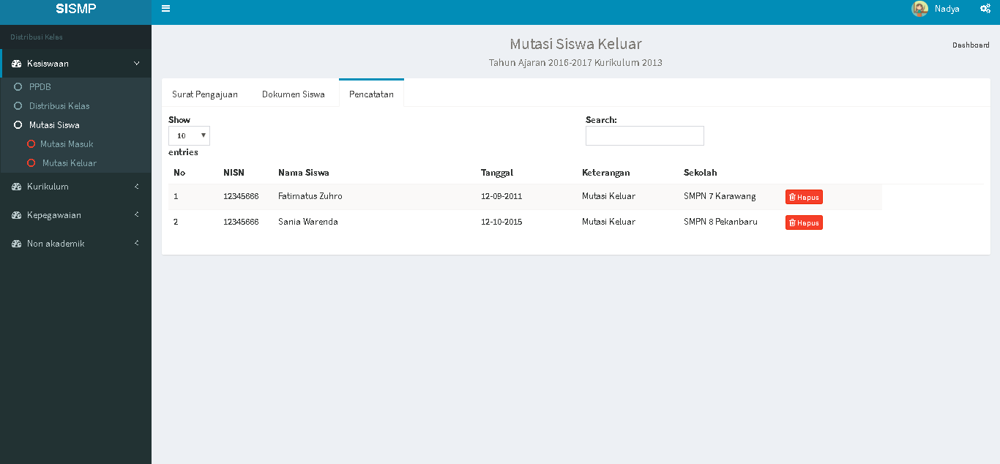 SISMP
Nadya
Distribusi Kelas
Kesiswaan
PPDB
Distribusi Kelas
Mutasi Siswa
Mutasi Masuk
Mutasi Keluar
Kurikulum
Kepegawaian
Non akademik
Mutasi Siswa Keluar
Tahun Ajaran 2016-2017 Kurikulum 2013
Dashboard
Surat Pengajuan Dokumen Siswa Pencatatan
Show
10
entries
Search:
No NISN Nama Siswa Tanggal Keterangan Sekolah
1 12345666 Fatimatus Zuhro 12-09-2011 Mutasi Keluar SMPN 7 Karawang Hapus
2 12345666 Sania Warenda 12-10-2015 Mutasi Keluar SMPN 8 Pekanbaru Hapus